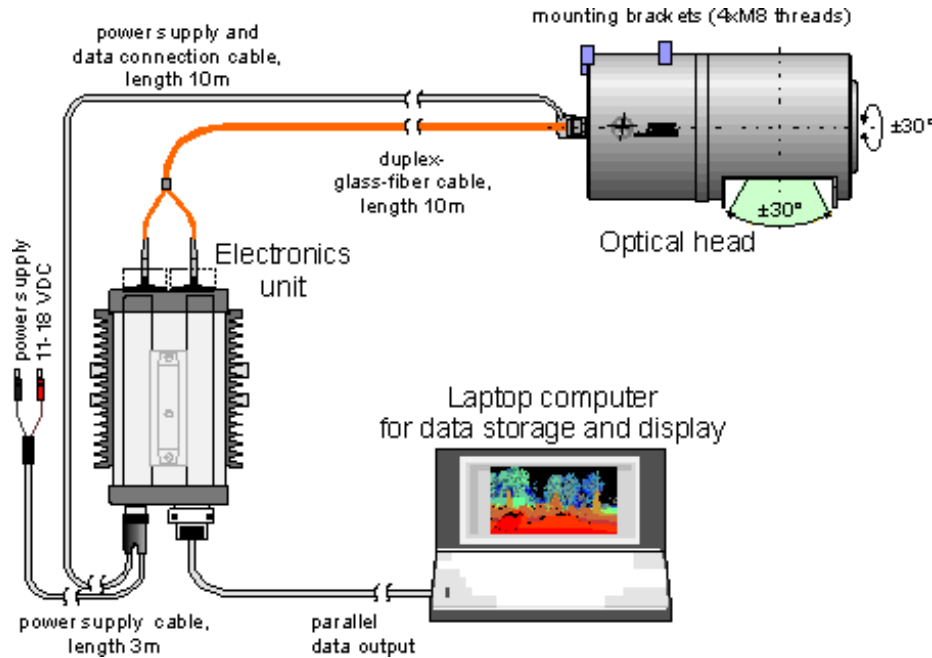 mounting brackets (4xM8 threads)
power supply and
data connection cable,
length 10m
±30°
duplex-
glass-fiber cable,
length 10m
±30°
Optical head
Electronics
unit
power supply
11-18 VDC
Laptop computer
for data storage and display
power supply cable,
length 3m
parallel
data output